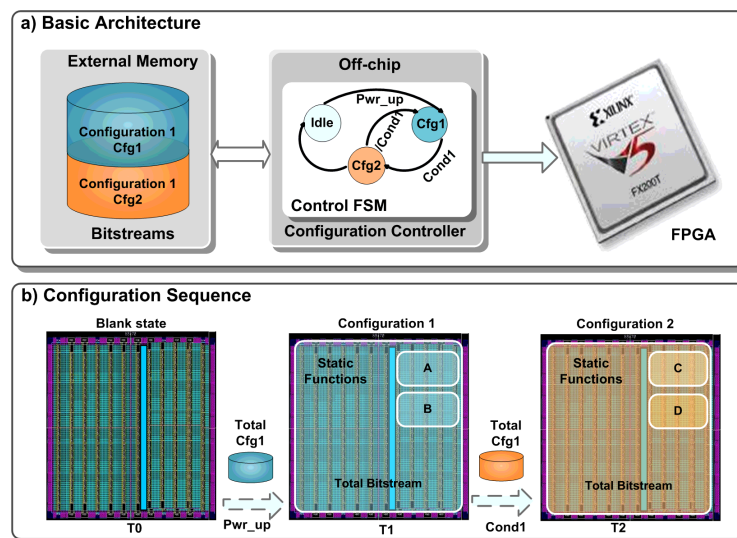 a) Basic Architecture
External Memory
Configuration 1
Cfg1
Configuration 1
Cfg2
Bitstreams
Off-chip
Pwr_up
Idle
Cfg1
/Cond1
Cfg2
Cond1
Control FSM
Configuration Controller
XILINX
VIRTEX
5
FX200T
FPGA
b) Configuration Sequence
Blank state
T0
Total
Cfg1
Pwr_up
Configuration 1
Static
Functions
A
B
Total Bitstream
T1
Total
Cfg1
Cond1
Configuration 2
Static
Functions
C
D
Total Bitstream
T2